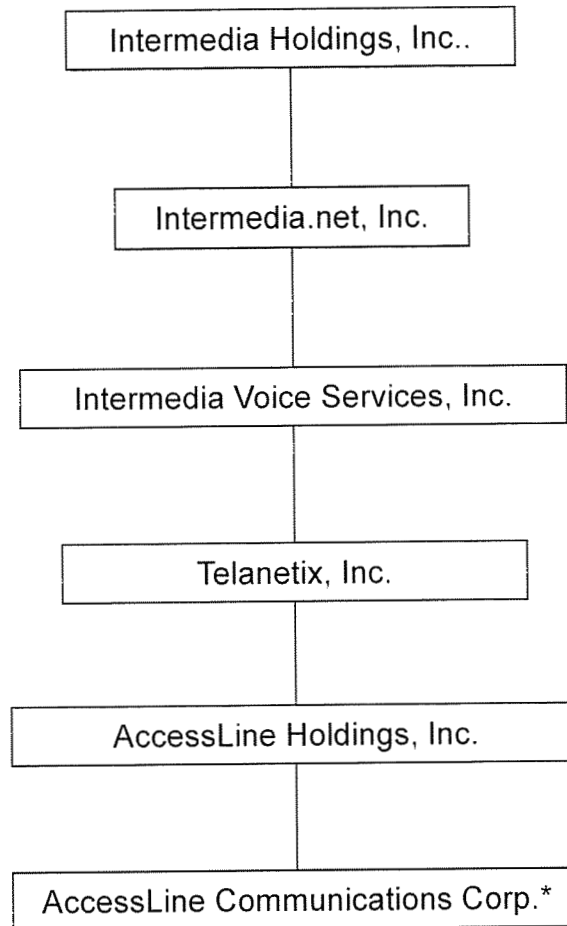 Intermedia Holdings, Inc..
Intermedia.net, Inc.
Intermedia Voice Services, Inc.
Telanetix, Inc.
AccessLine Holdings, Inc.
AccessLine Communications Corp.*